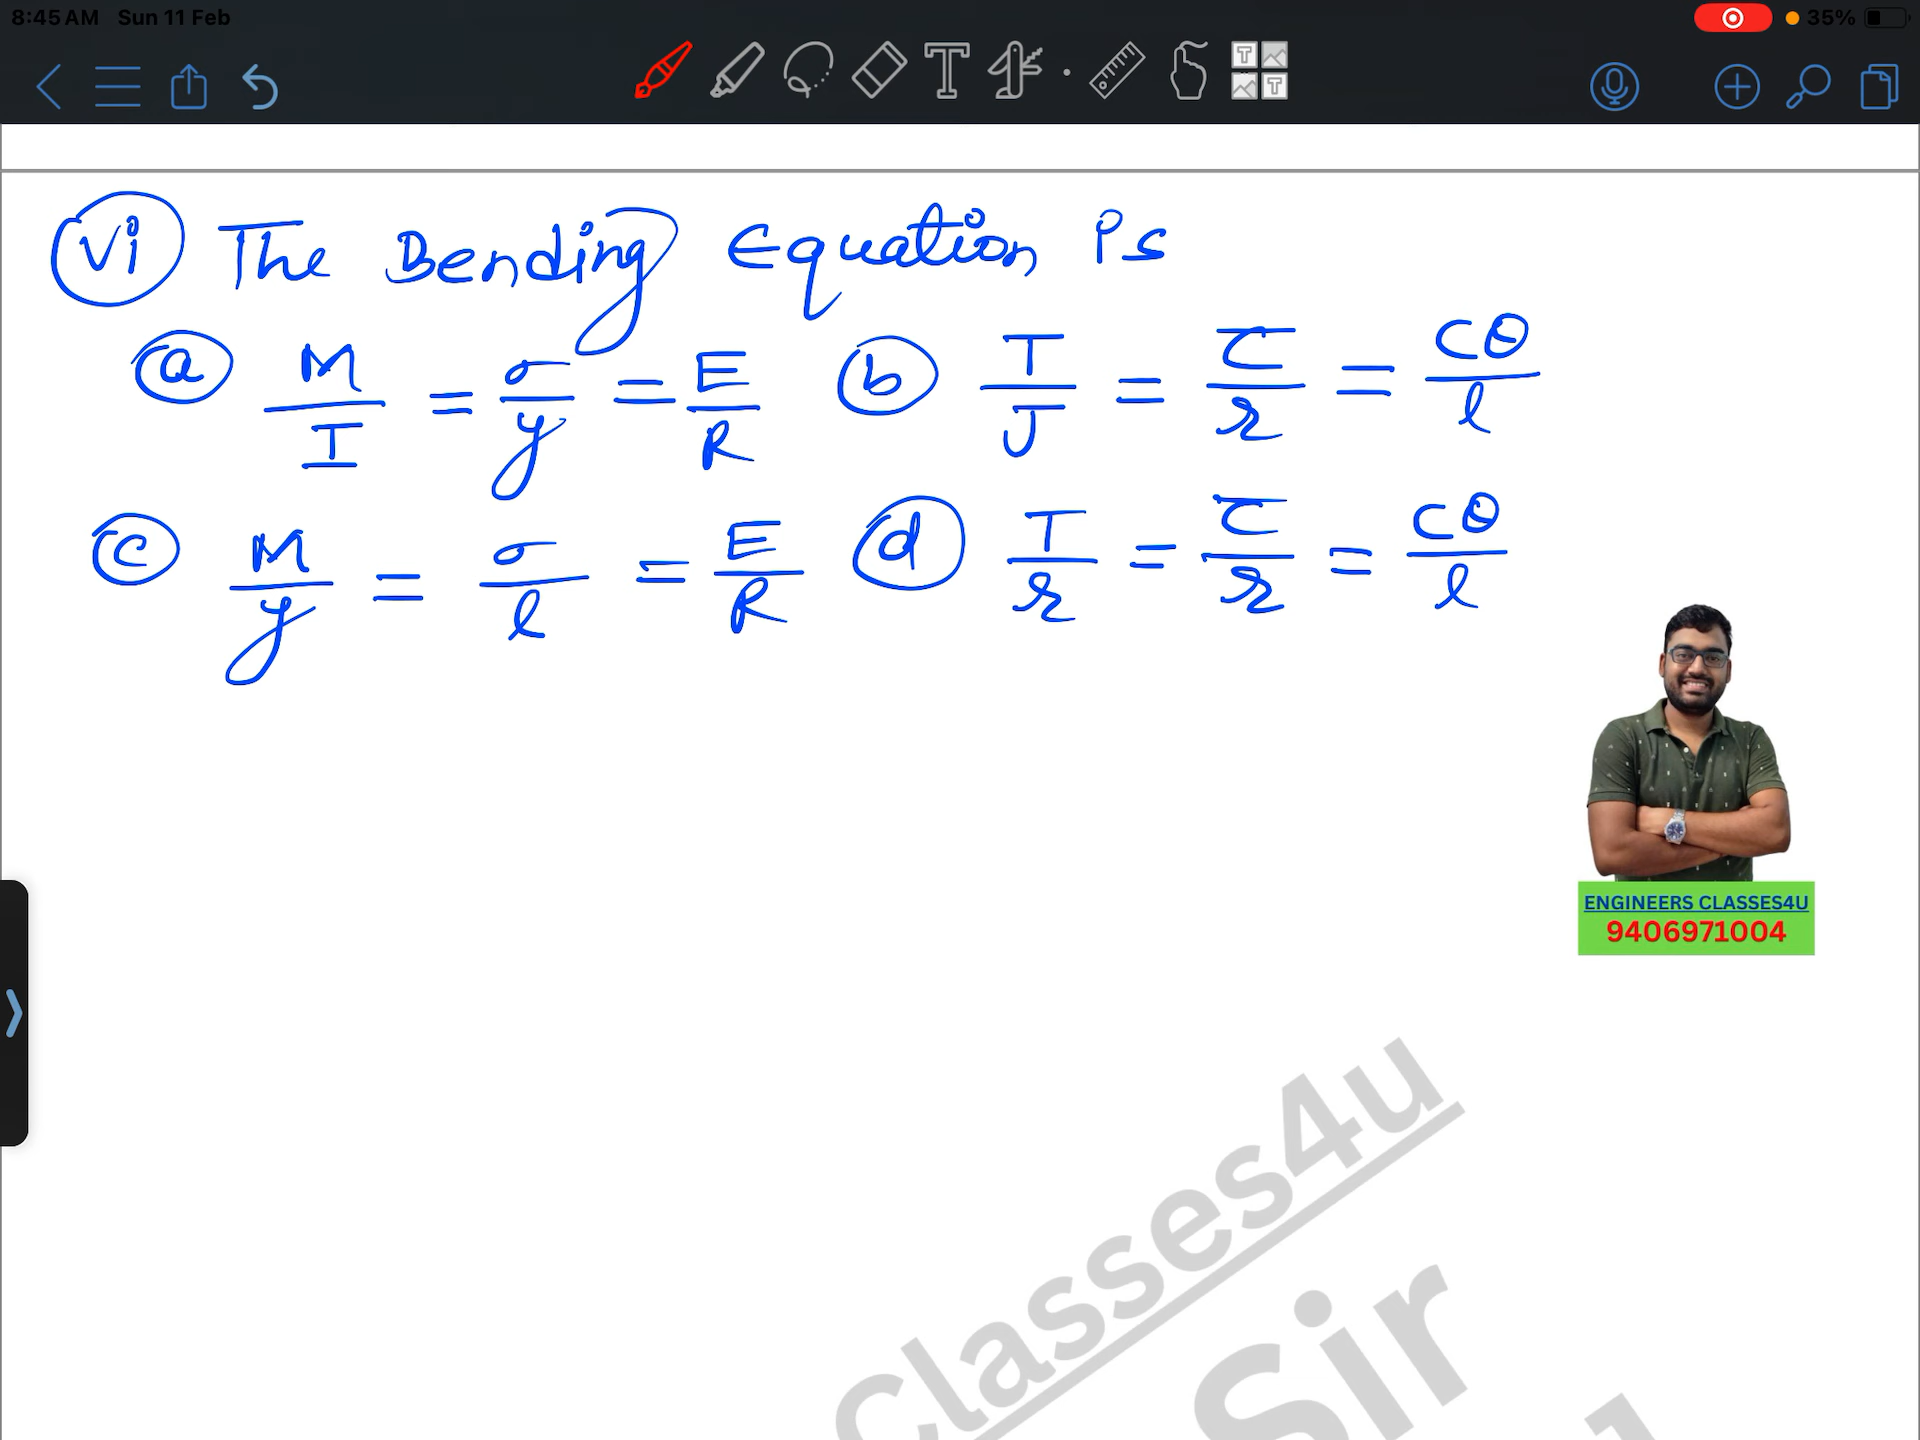 8:45 AM Sun 11 Feb
35%
vi The Bending Equation is
a M/I = σ/y = E/R b T/J = τ/r = Cθ/l
c M/y = σ/l = E/R d T/r = τ/r = Cθ/l
ENGINEERS CLASSES4U
9406971004
Classes4u
Sir